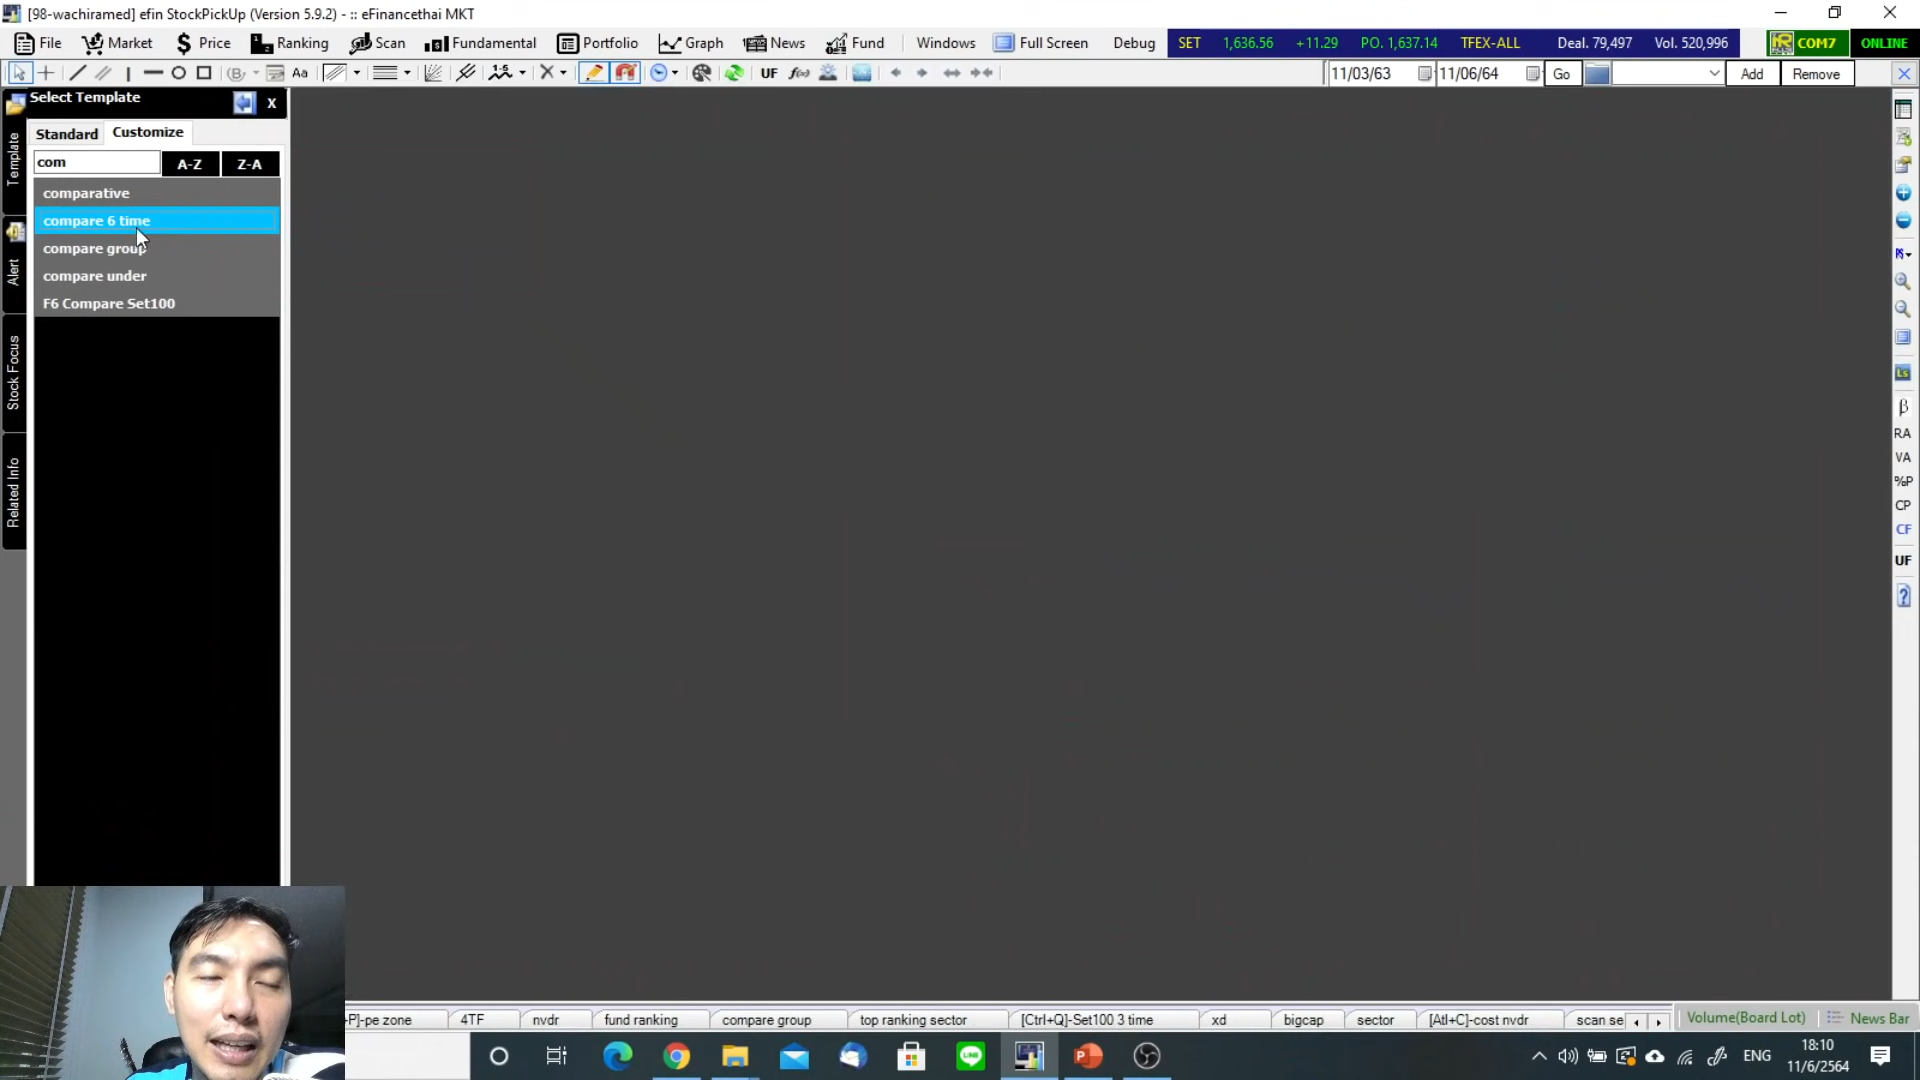 [98-wachiramed] efin StockPickUp (Version 5.9.2) - :: eFinancethai MKT
File Market Price Ranking Scan Fundamental Portfolio Graph News Fund Windows Full Screen Debug SET 1,636.56 +11.29 PO. 1,637.14 TFEX-ALL Deal. 79,497 Vol. 520,996 COM7 ONLINE
Aa UF f(x) 11/03/63 11/06/64 Go Add Remove
Select Template x
Standard Customize
com A-Z Z-A
comparative
compare 6 time
compare group
compare under
F6 Compare Set100
Template
Alert
Stock Focus
Related Info
Ls
β
RA
VA
%P
CP
CF
UF
?
+P]-pe zone 4TF nvdr fund ranking compare group top ranking sector [Ctrl+Q]-Set100 3 time xd bigcap sector [Atl+C]-cost nvdr scan se Volume(Board Lot) News Bar
ENG 18:10
11/6/2564